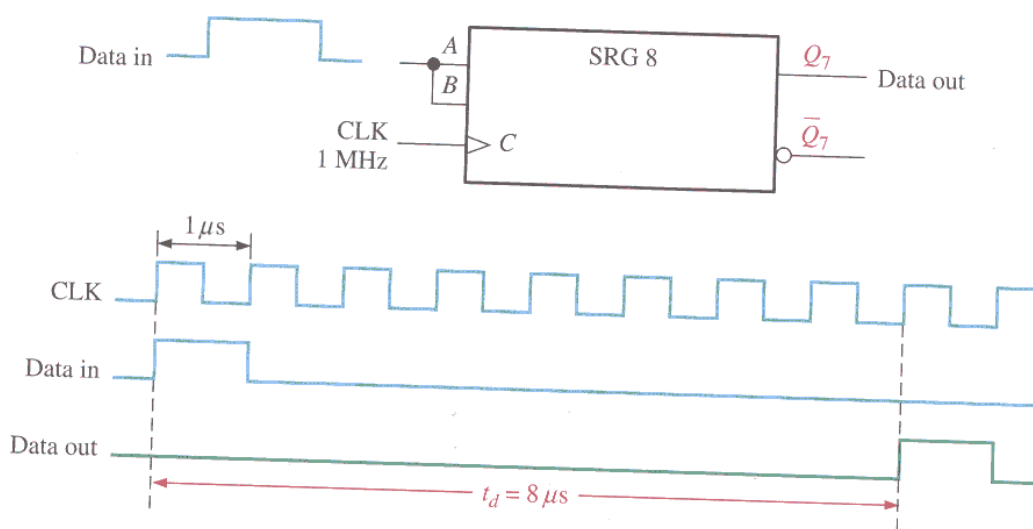 Data in
A
B
SRG 8
Q₇
Data out
CLK
1 MHz
C
Q̅₇
1 μs
CLK
Data in
Data out
t_d = 8 μs